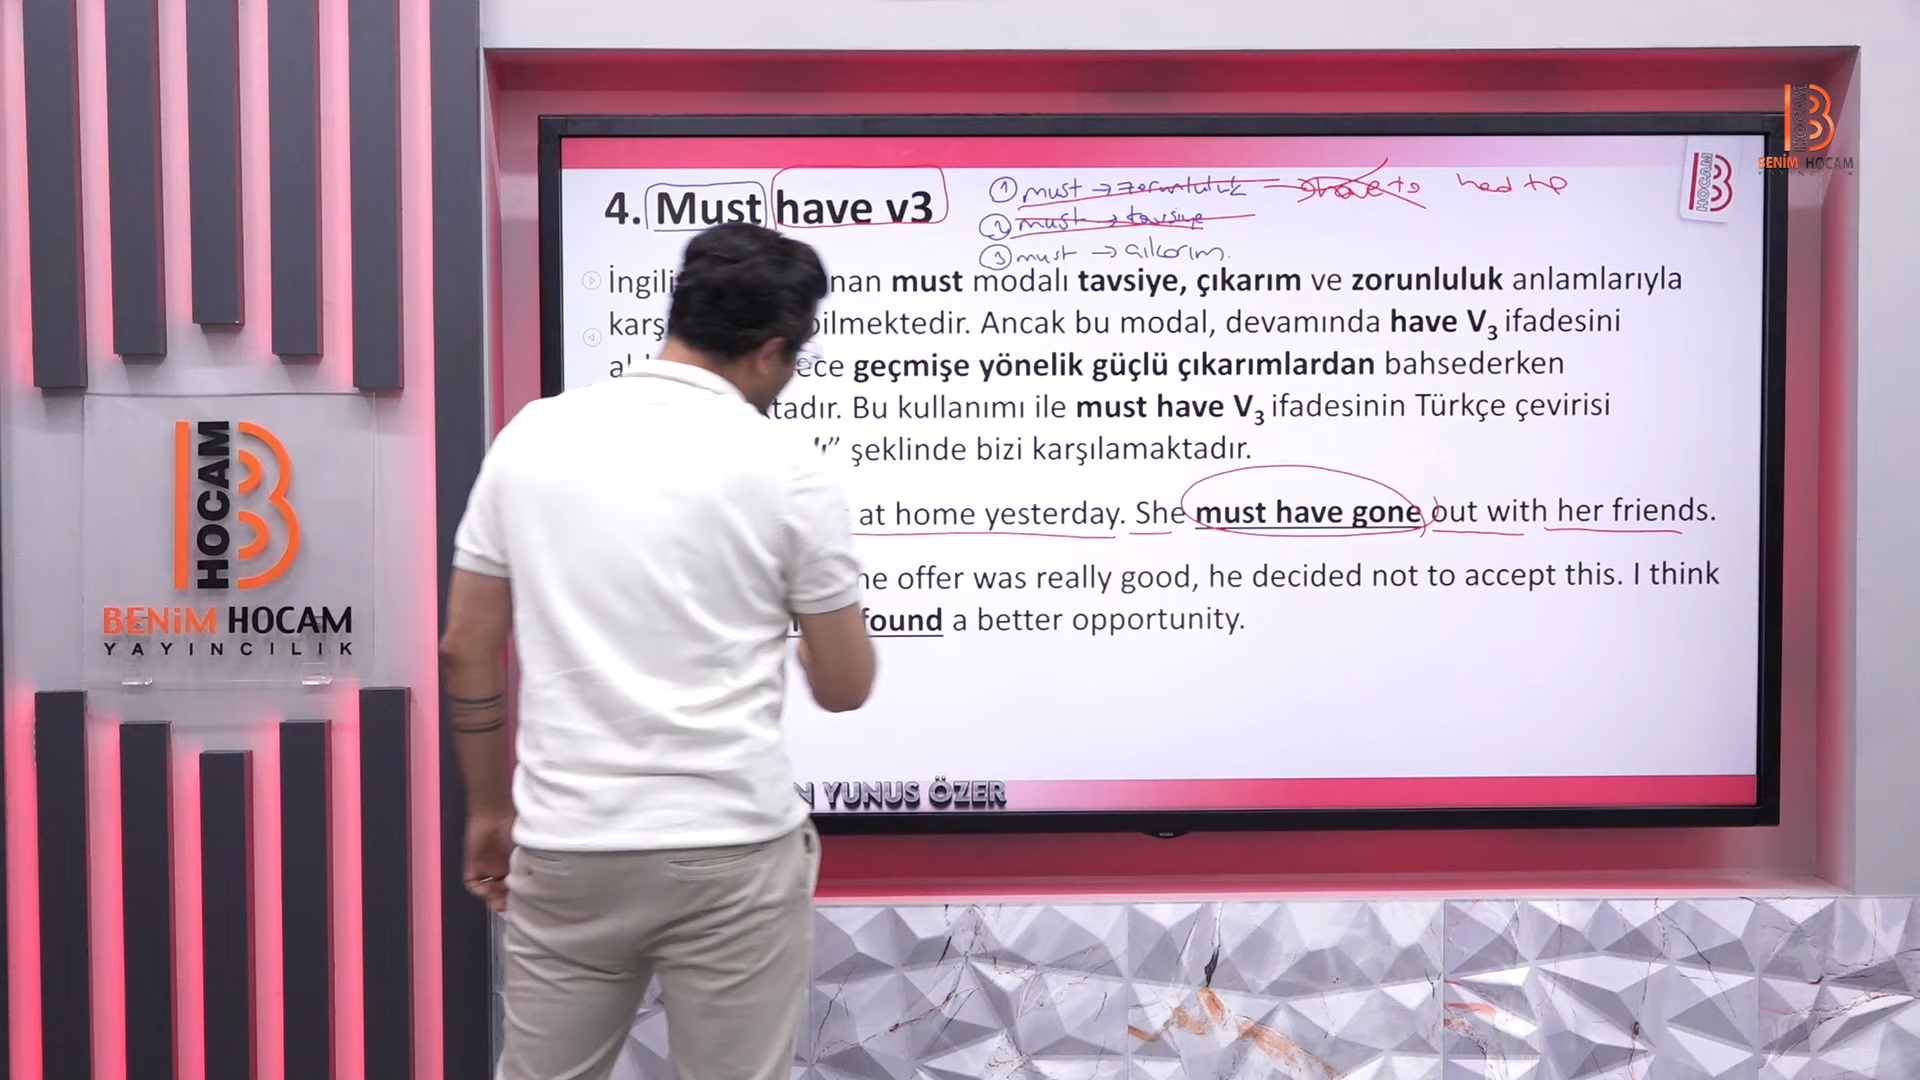 4. Must have v3
① must → zorunluluk → have to had to
② must → tavsiye
③ must → çıkarım.
nan must modalı tavsiye, çıkarım ve zorunluluk anlamlarıyla
bilmektedir. Ancak bu modal, devamında have V3 ifadesini
geçmişe yönelik güçlü çıkarımlardan bahsederken
tadır. Bu kullanımı ile must have V3 ifadesinin Türkçe çevirisi
şeklinde bizi karşılamaktadır.
at home yesterday. She must have gone out with her friends.
offer was really good, he decided not to accept this. I think
found a better opportunity.
YUNUS ÖZER
HOCAM
B
BENİM HOCAM
YAYINCILIK
HOCAM
B
HOCAM
B
BENİM HOCAM
YAYINCILIK